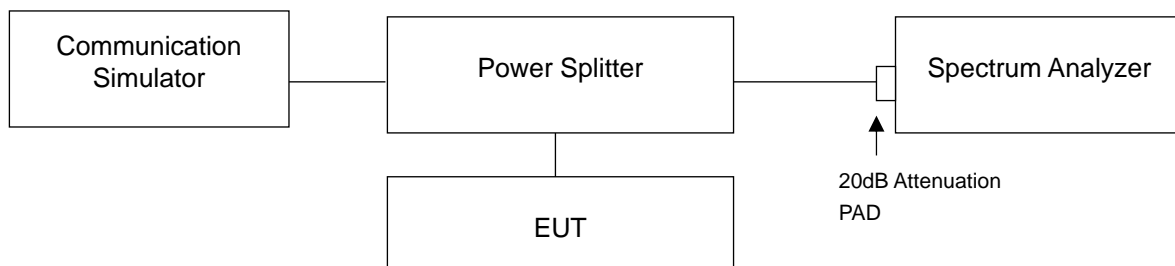 Communication
Simulator
Power Splitter
Spectrum Analyzer
20dB Attenuation
PAD
EUT